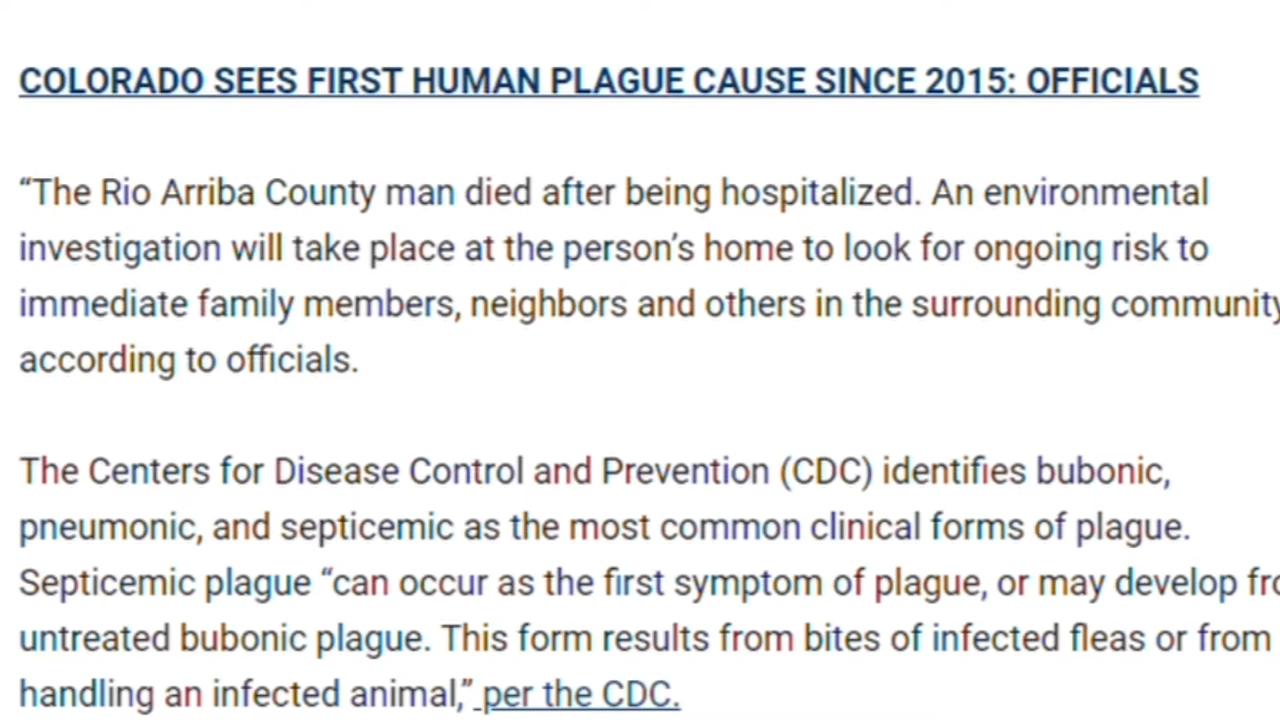 COLORADO SEES FIRST HUMAN PLAGUE CAUSE SINCE 2015: OFFICIALS
“The Rio Arriba County man died after being hospitalized. An environmental
investigation will take place at the person’s home to look for ongoing risk to
immediate family members, neighbors and others in the surrounding community
according to officials.
The Centers for Disease Control and Prevention (CDC) identifies bubonic,
pneumonic, and septicemic as the most common clinical forms of plague.
Septicemic plague “can occur as the first symptom of plague, or may develop
untreated bubonic plague. This form results from bites of infected fleas or from
handling an infected animal,” per the CDC.